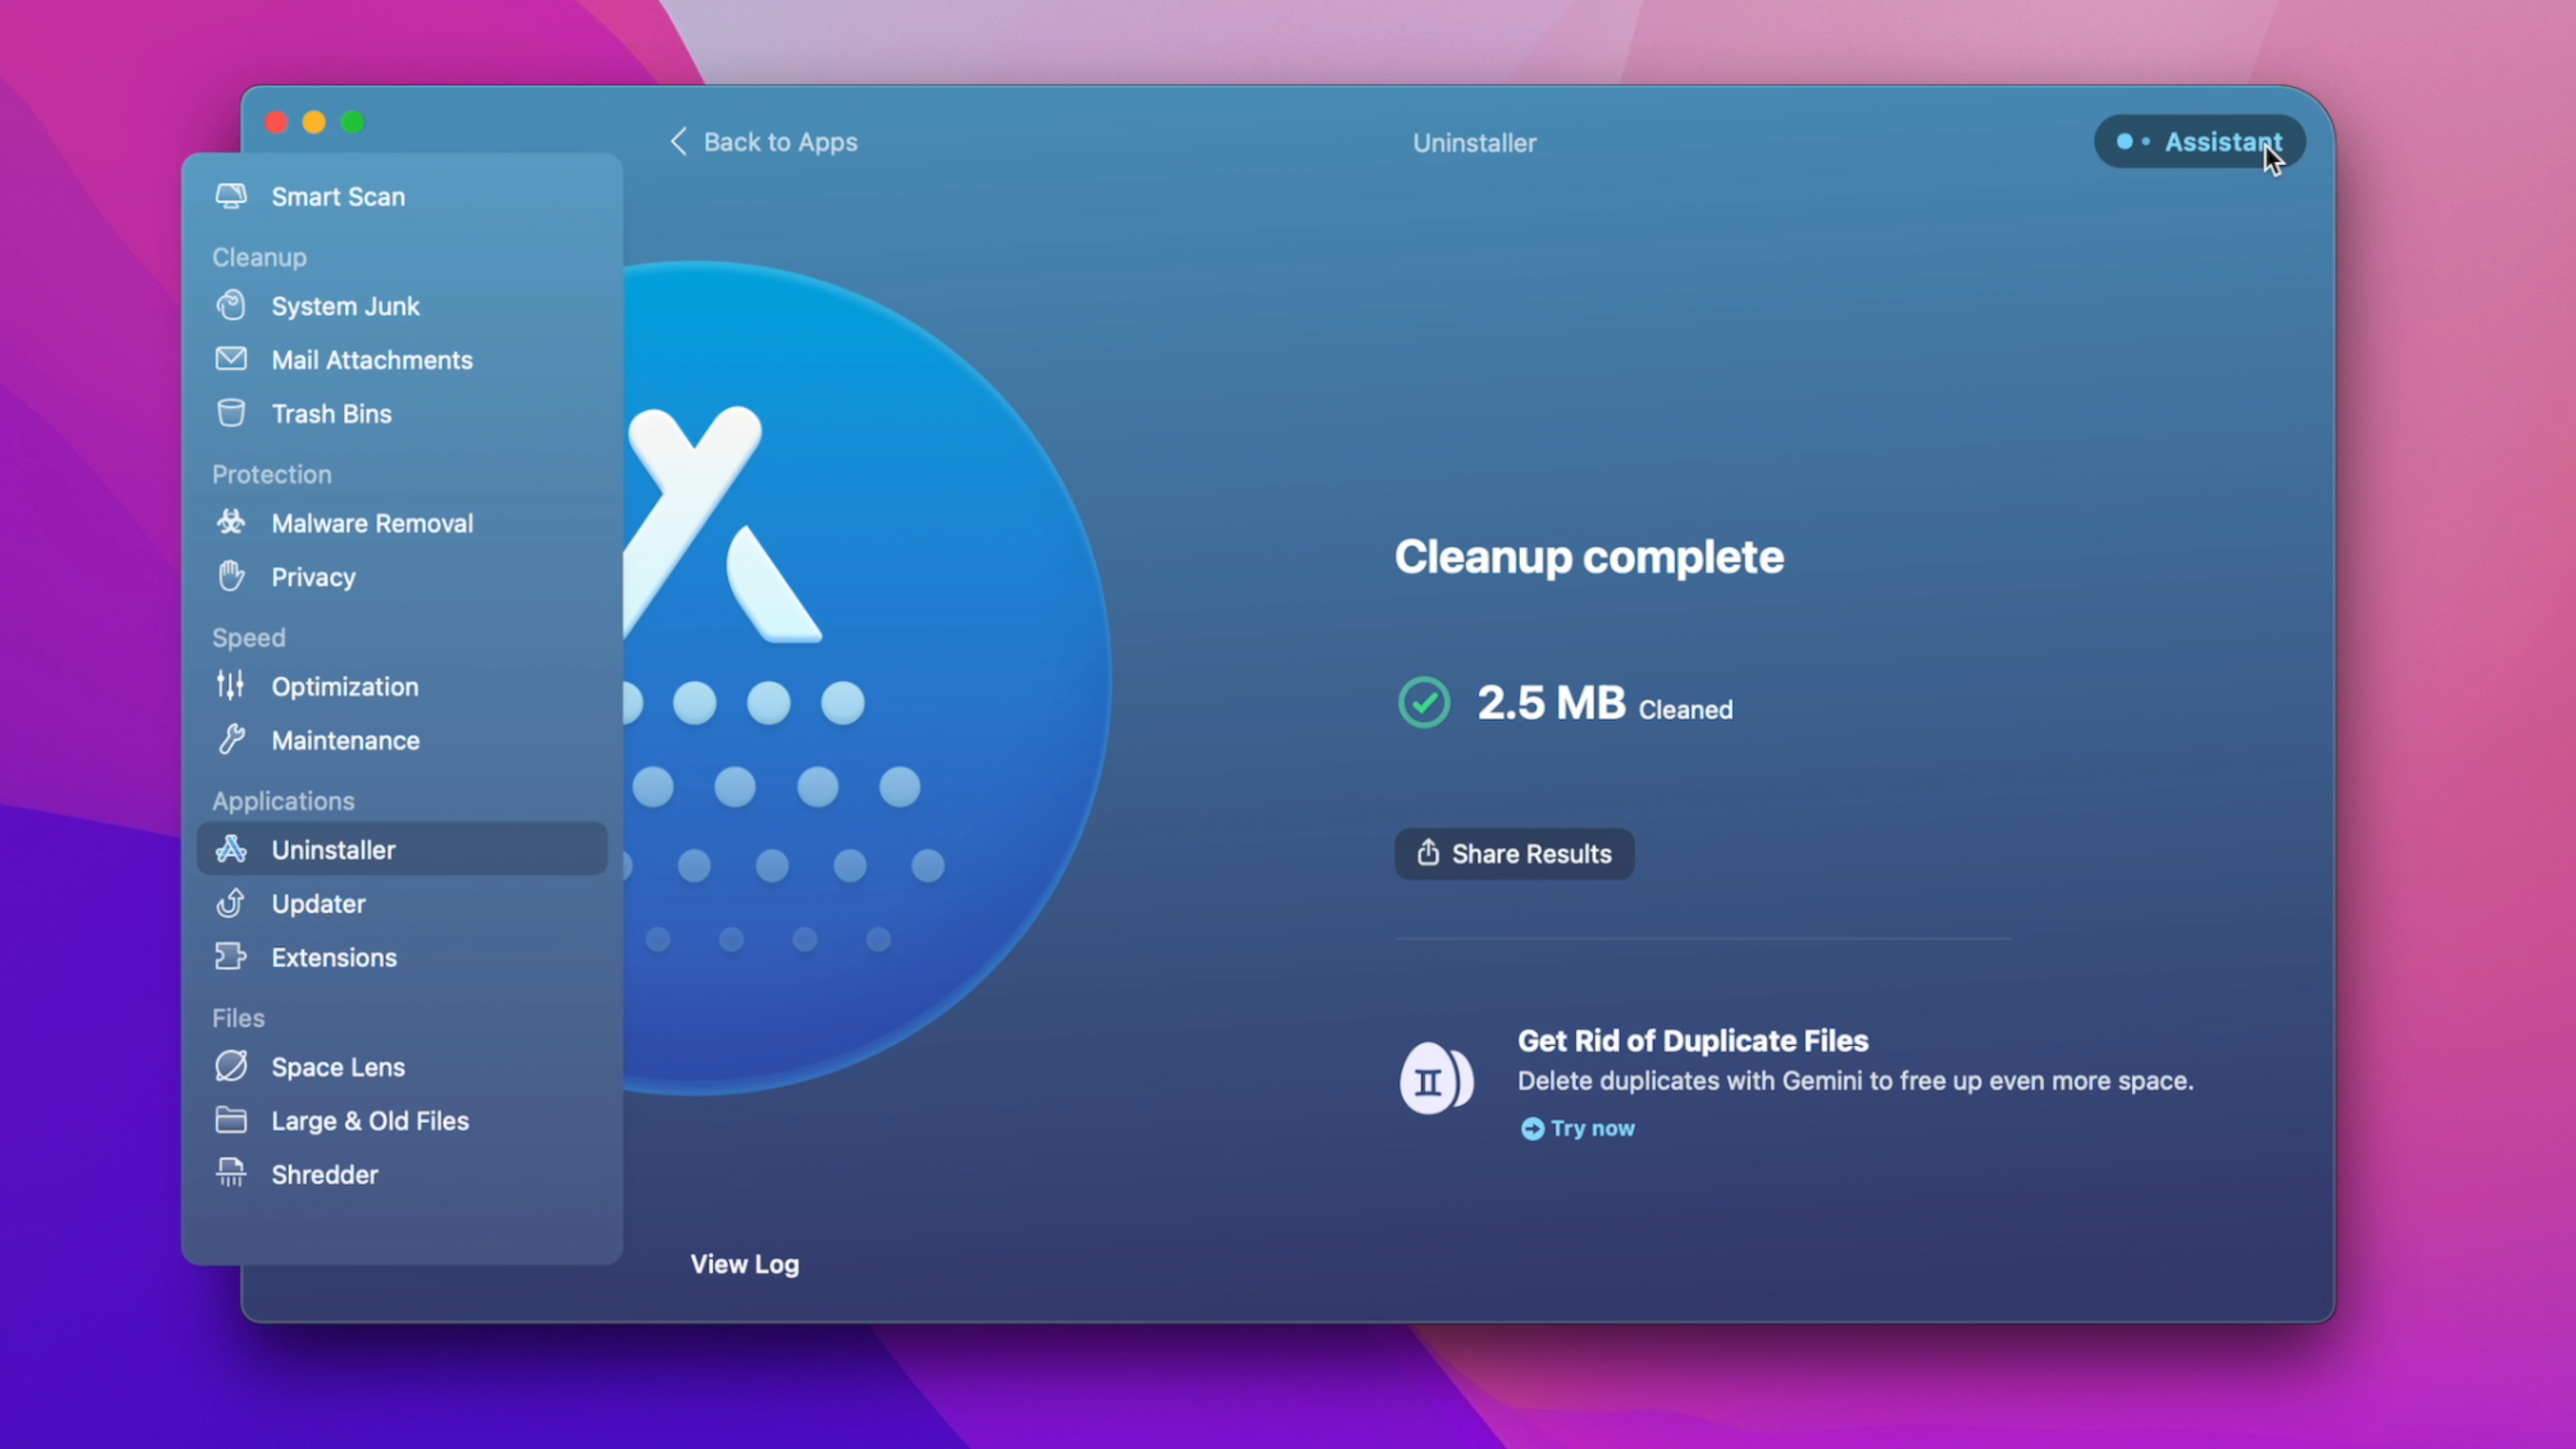 Back to Apps
Uninstaller
Assistant
Smart Scan
Cleanup
System Junk
Mail Attachments
Trash Bins
Protection
Malware Removal
Privacy
Speed
Optimization
Maintenance
Applications
Uninstaller
Updater
Extensions
Files
Space Lens
Large & Old Files
Shredder
Cleanup complete
2.5 MB Cleaned
Share Results
Get Rid of Duplicate Files
Delete duplicates with Gemini to free up even more space.
Try now
View Log